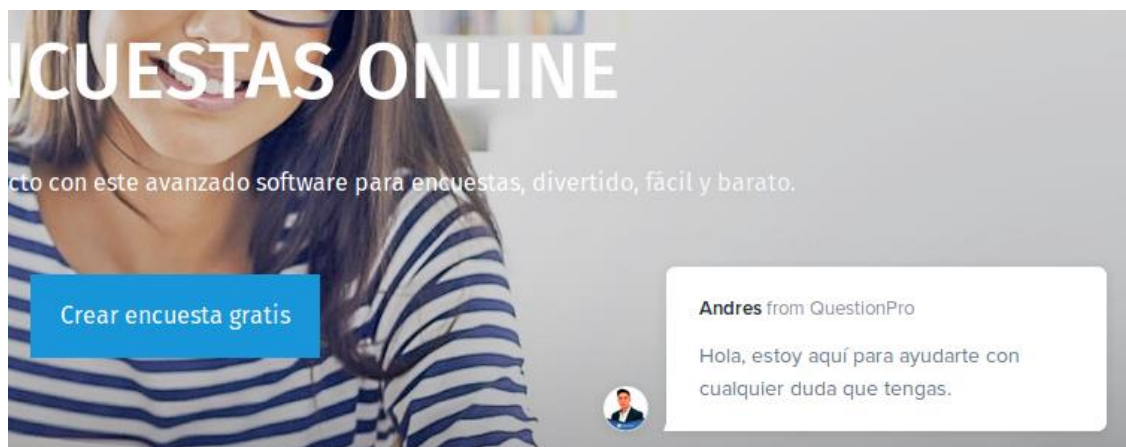 NCUESTAS ONLINE
cto con este avanzado software para encuestas, divertido, fácil y barato.
Crear encuesta gratis
Andres from QuestionPro
Hola, estoy aquí para ayudarte con
cualquier duda que tengas.